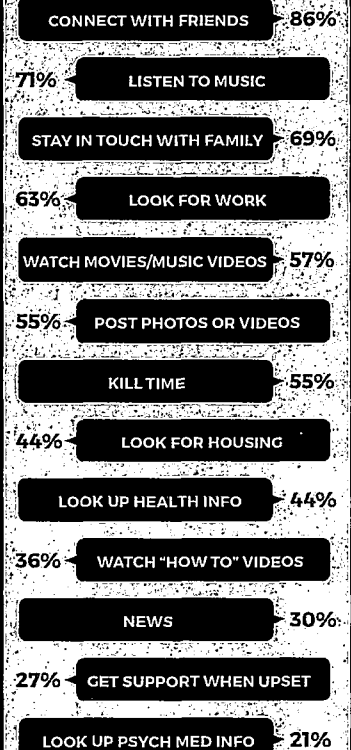 CONNECT WITH FRIENDS 86%
71% LISTEN TO MUSIC
STAY IN TOUCH WITH FAMILY 69%
63% LOOK FOR WORK
WATCH MOVIES/MUSIC VIDEOS 57%
55% POST PHOTOS OR VIDEOS
KILL TIME 55%
44% LOOK FOR HOUSING
LOOK UP HEALTH INFO 44%
36% WATCH “HOW TO” VIDEOS
NEWS 30%
27% GET SUPPORT WHEN UPSET
LOOK UP PSYCH MED INFO 21%